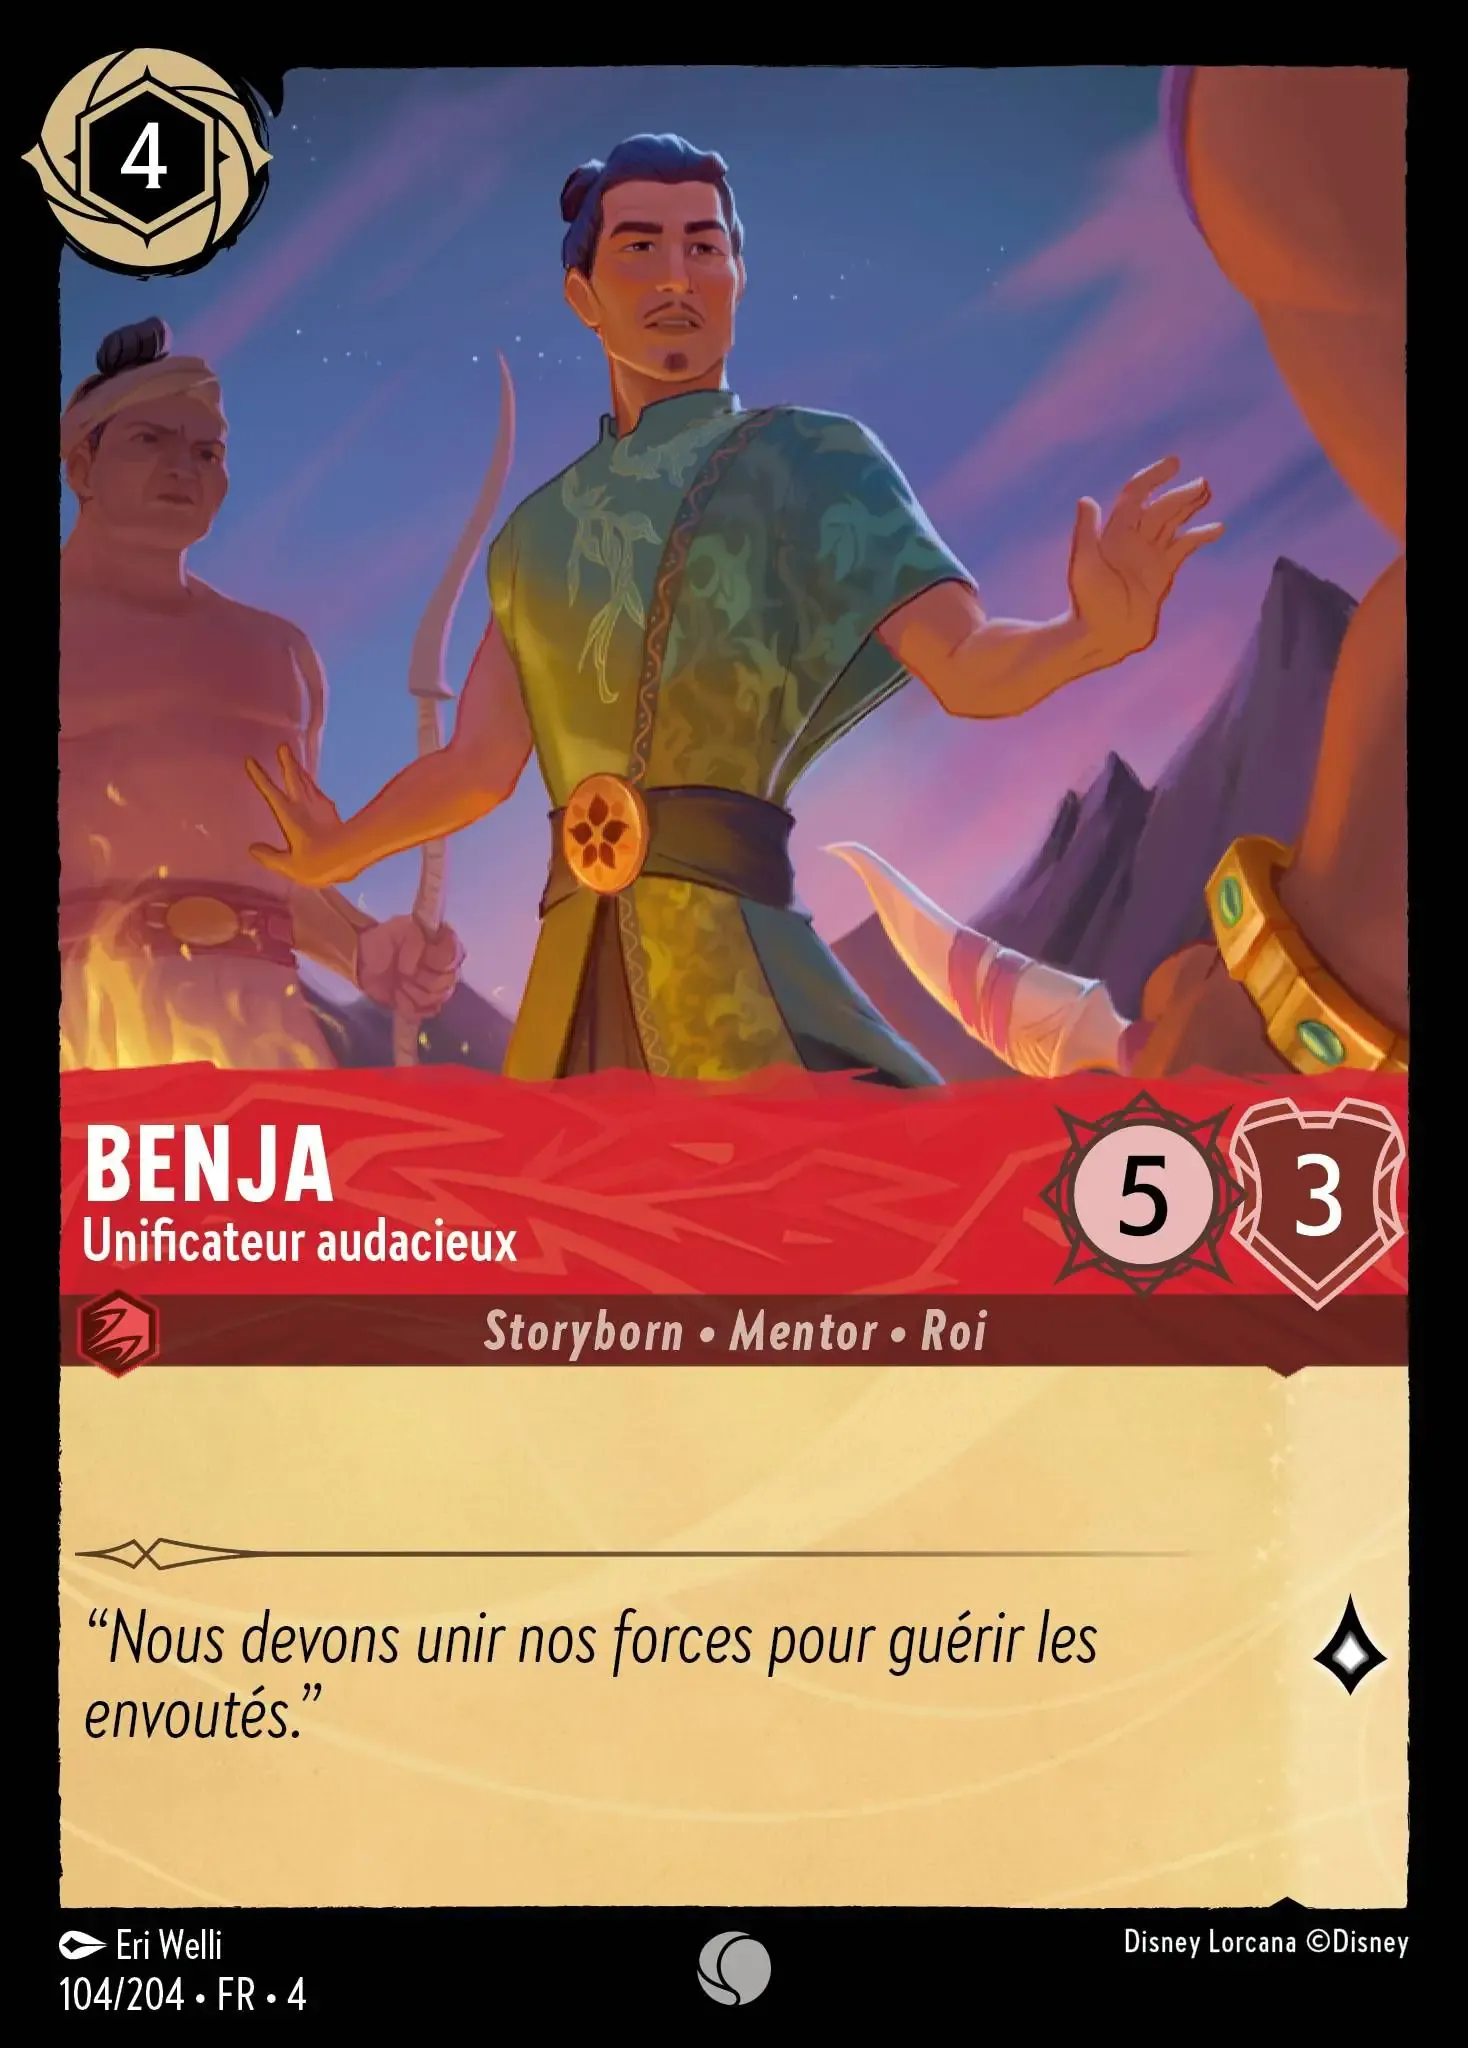 4
BENJA
Unificateur audacieux
5
3
Storyborn • Mentor • Roi
“Nous devons unir nos forces pour guérir les
envoutés.”
Eri Welli
Disney Lorcana ©Disney
104/204 • FR • 4